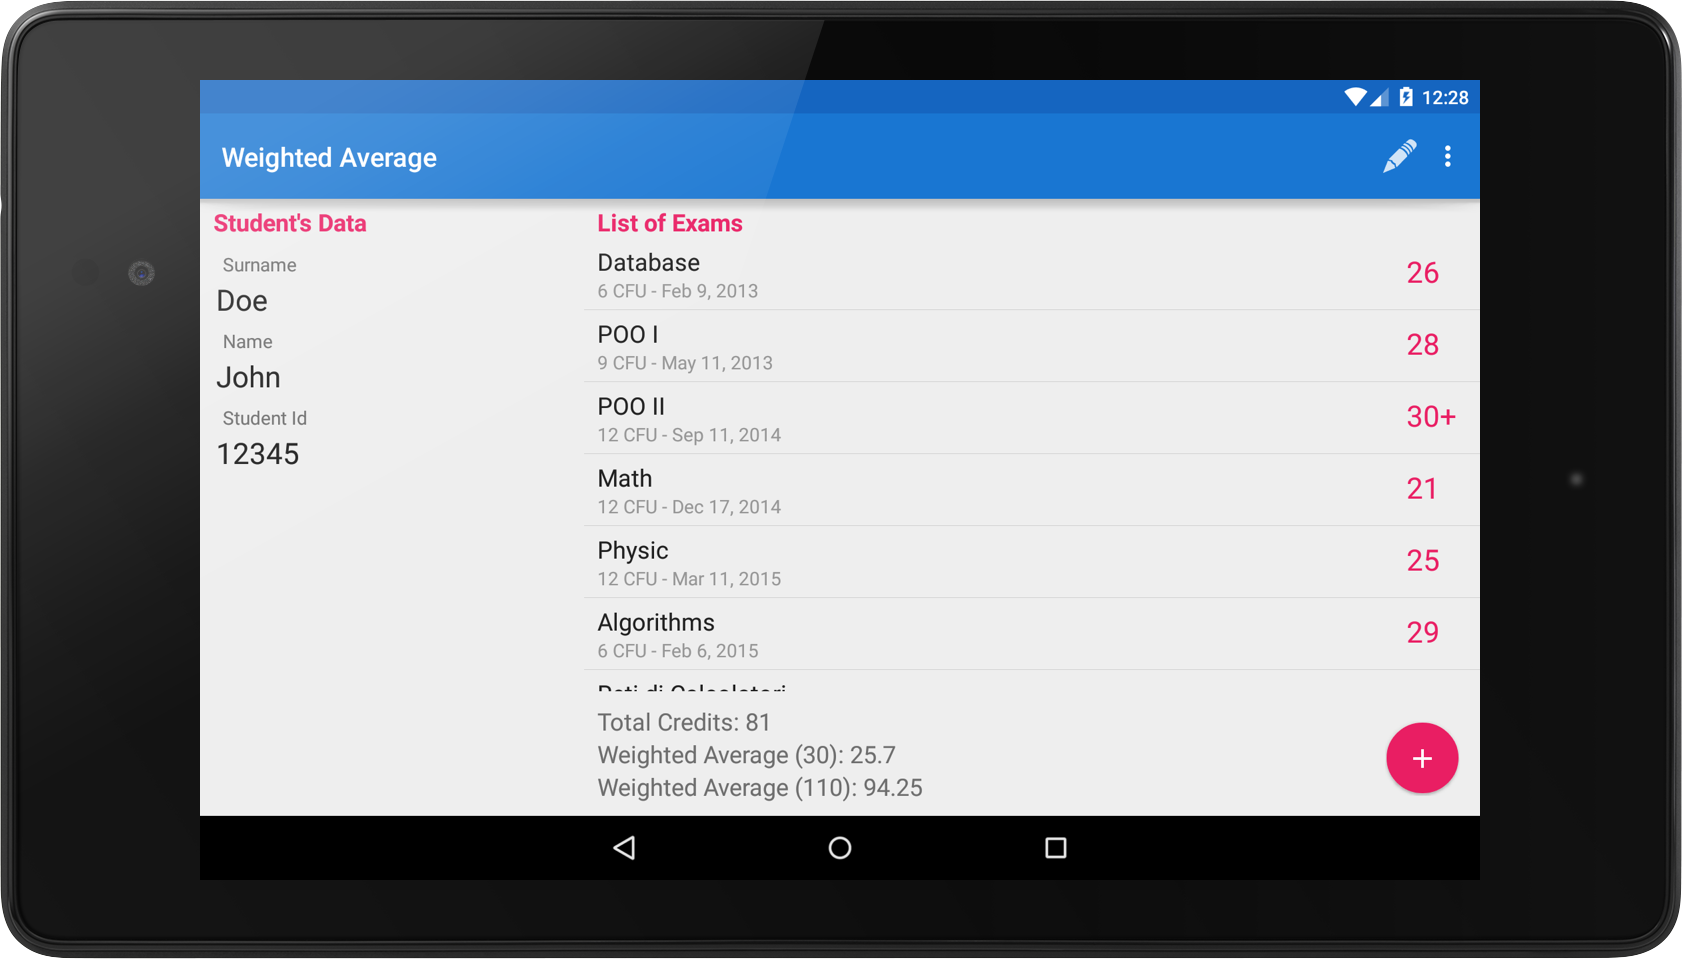 12:28
Weighted Average
Student's Data
Surname
Doe
Name
John
Student Id
12345
List of Exams
Database
26
6 CFU - Feb 9, 2013
POO I
28
9 CFU - May 11, 2013
POO II
30+
12 CFU - Sep 11, 2014
Math
21
12 CFU - Dec 17, 2014
Physic
25
12 CFU - Mar 11, 2015
Algorithms
29
6 CFU - Feb 6, 2015
Reti di Calcolatori
Total Credits: 81
Weighted Average (30): 25.7
Weighted Average (110): 94.25